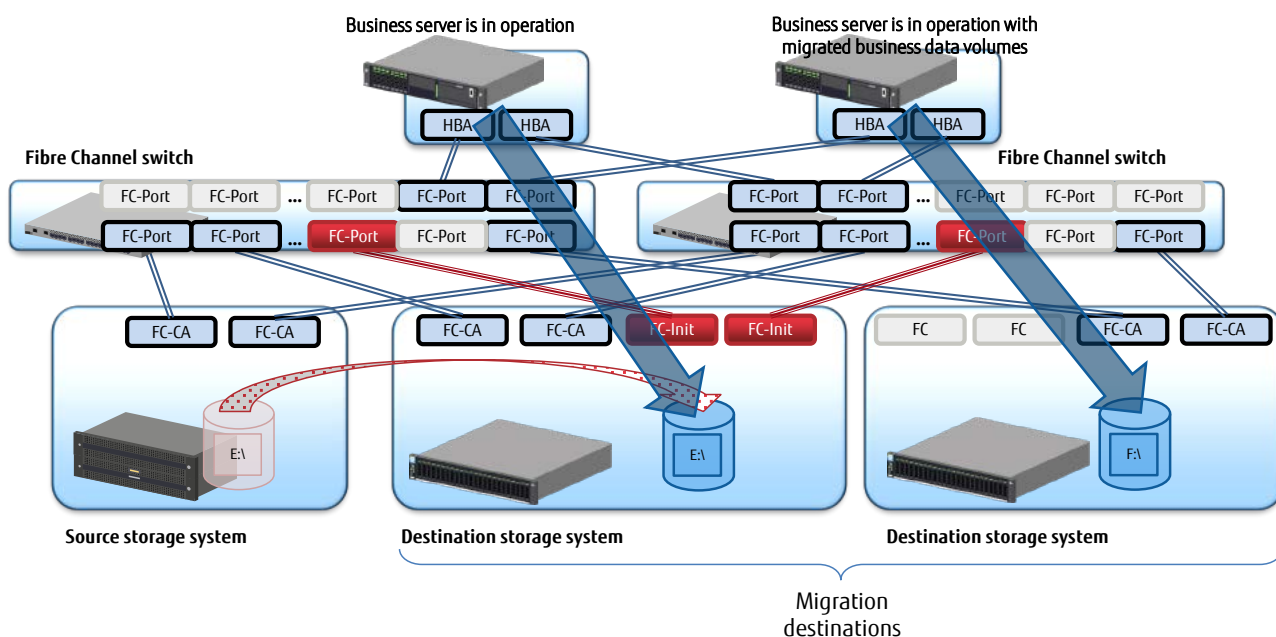 Business server is in operation
Business server is in operation with
migrated business data volumes
HBA HBA
HBA HBA
Fibre Channel switch
Fibre Channel switch
FC-Port FC-Port ... FC-Port FC-Port FC-Port
FC-Port FC-Port ... FC-Port FC-Port FC-Port
FC-Port FC-Port ... FC-Port FC-Port FC-Port
FC-Port FC-Port ... FC-Port FC-Port FC-Port
FC-CA FC-CA
FC-CA FC-CA FC-Init FC-Init
FC FC FC-CA FC-CA
E:\
E:\
F:\
Source storage system
Destination storage system
Destination storage system
Migration
destinations